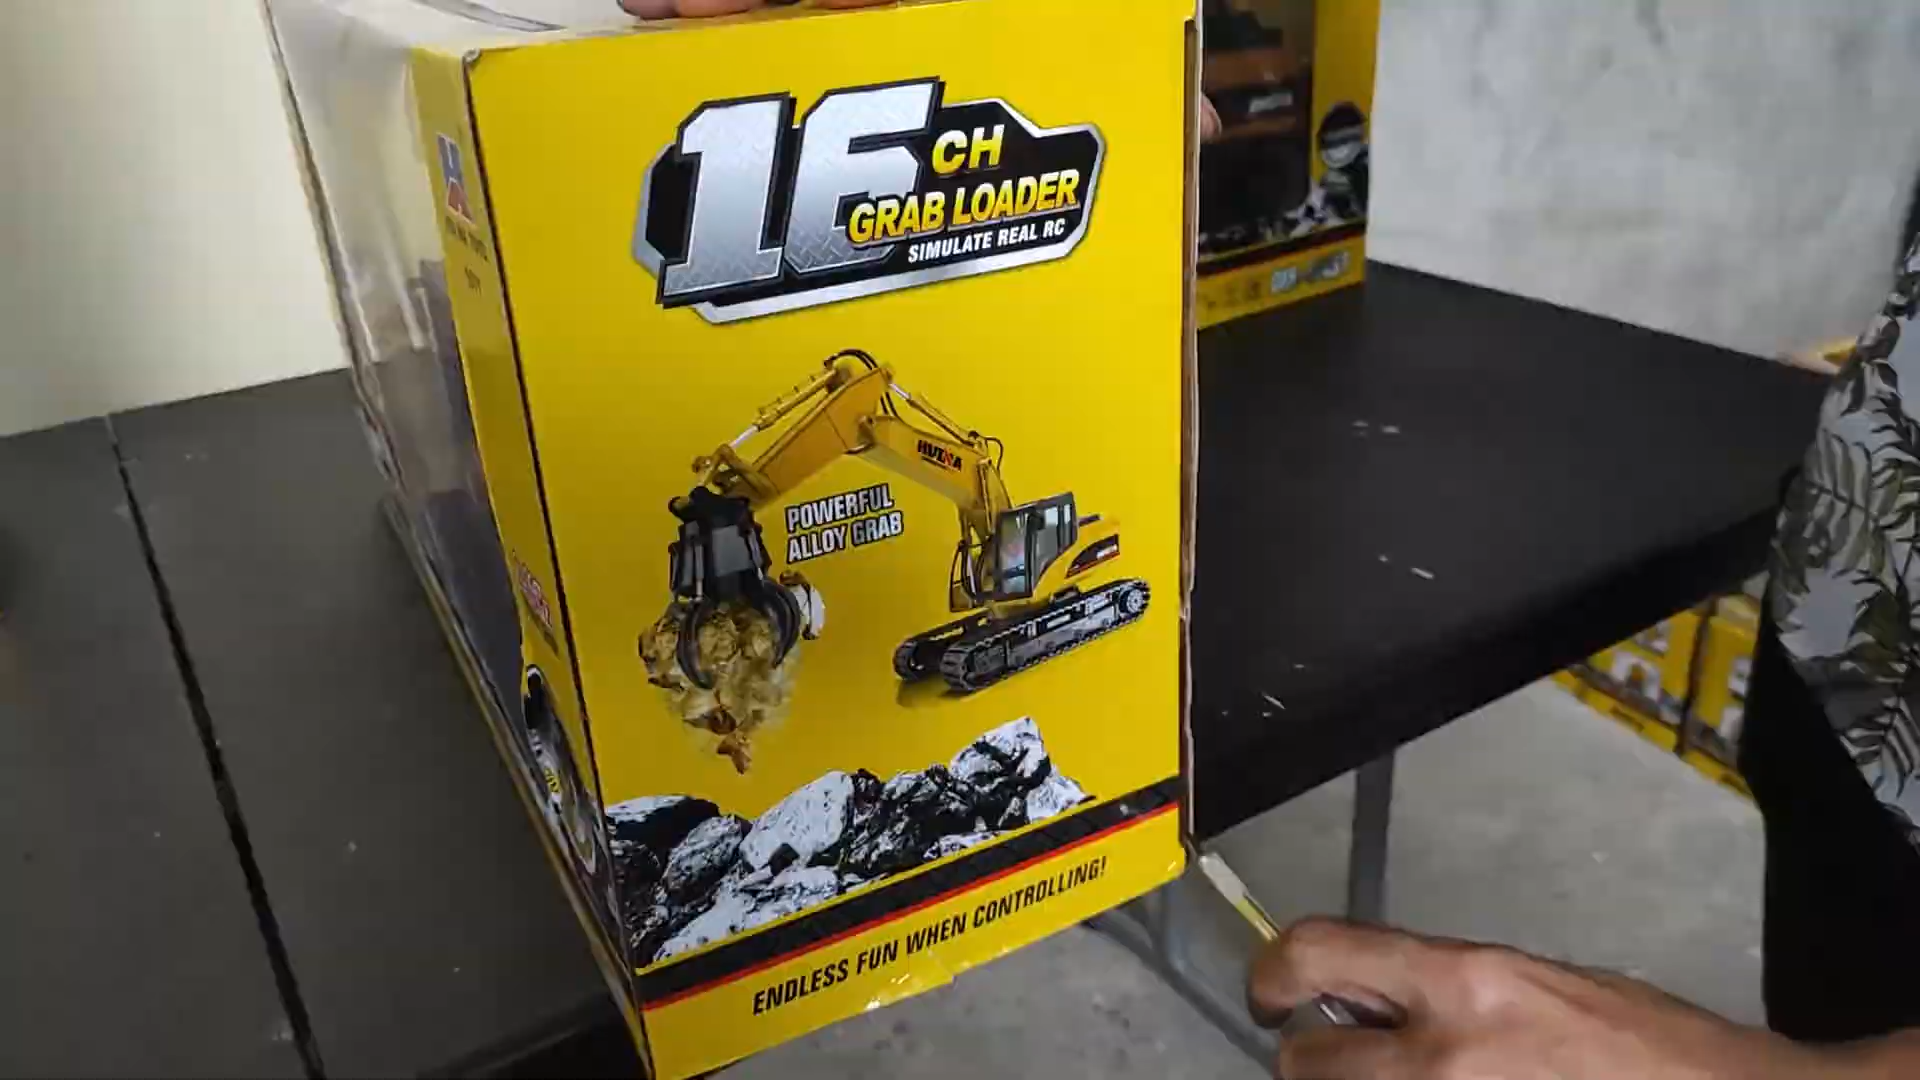 16
CH
GRAB LOADER
SIMULATE REAL RC
HUINA
POWERFUL
ALLOY GRAB
ENDLESS FUN WHEN CONTROLLING!